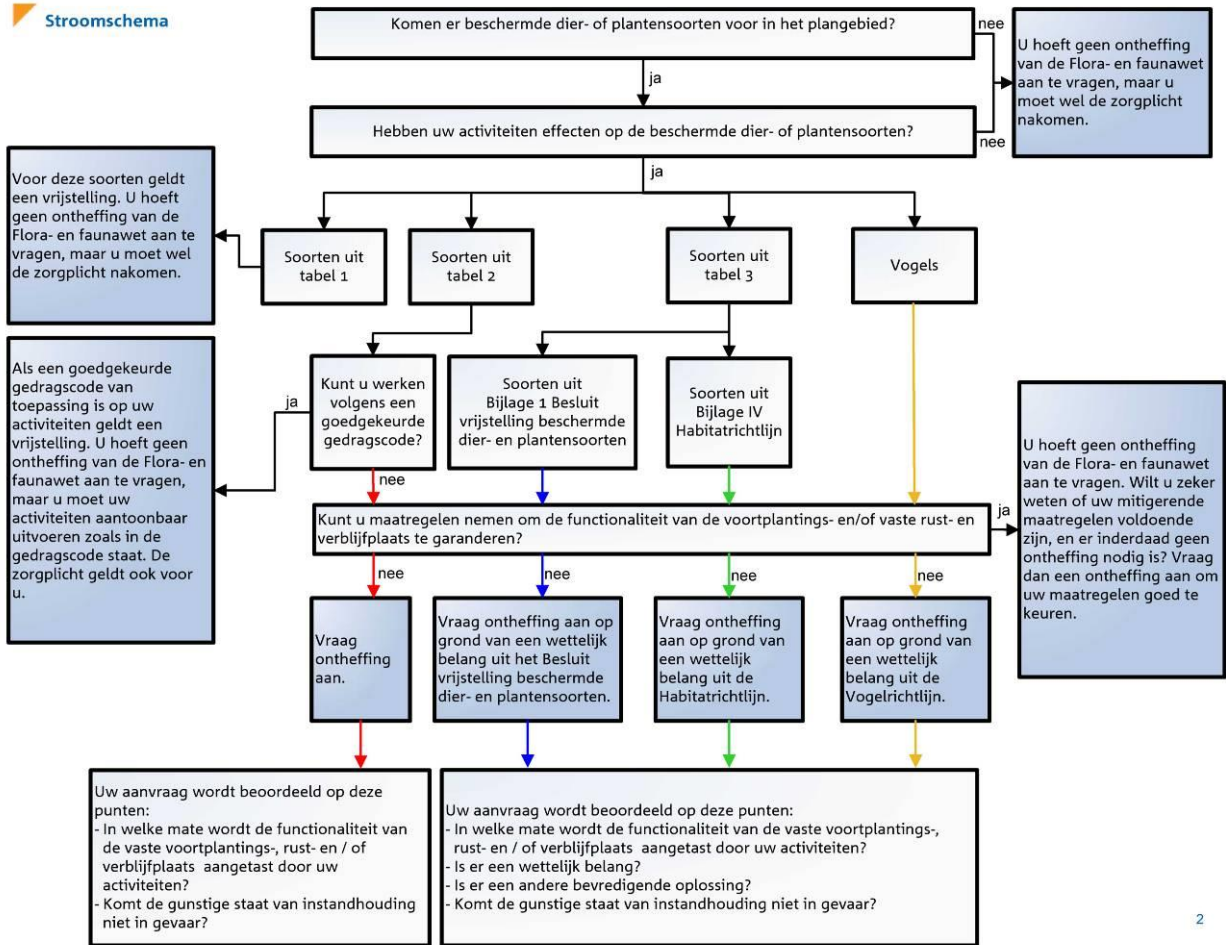 Stroomschema
Komen er beschermde dier- of plantensoorten voor in het plangebied?
nee
U hoeft geen ontheffing
van de Flora- en faunawet
aan te vragen, maar u
moet wel de zorgplicht
nakomen.
ja
Hebben uw activiteiten effecten op de beschermde dier- of plantensoorten?
nee
ja
Voor deze soorten geldt
een vrijstelling. U hoeft
geen ontheffing van de
Flora- en faunawet aan te
vragen, maar u moet wel
de zorgplicht nakomen.
Soorten uit
tabel 1
Soorten uit
tabel 2
Soorten uit
tabel 3
Vogels
Als een goedgekeurde
gedragscode van
toepassing is op uw
activiteiten geldt een
vrijstelling. U hoeft geen
ontheffing van de Flora- en
faunawet aan te vragen,
maar u moet uw
activiteiten aantoonbaar
uitvoeren zoals in de
gedragscode staat. De
zorgplicht geldt ook voor
u.
ja
Kunt u werken
volgens een
goedgekeurde
gedragscode?
Soorten uit
Bijlage 1 Besluit
vrijstelling beschermde
dier- en plantensoorten
Soorten uit
Bijlage IV
Habitatrichtlijn
nee
Kunt u maatregelen nemen om de functionaliteit van de voortplantings- en/of vaste rust- en
verblijfplaats te garanderen?
ja
U hoeft geen ontheffing
van de Flora- en faunawet
aan te vragen. Wilt u zeker
weten of uw mitigerende
maatregelen voldoende
zijn, en er inderdaad geen
ontheffing nodig is? Vraag
dan een ontheffing aan om
uw maatregelen goed te
keuren.
nee
nee
nee
nee
Vraag
ontheffing
aan.
Vraag ontheffing aan op
grond van een wettelijk
belang uit het Besluit
vrijstelling beschermde
dier- en plantensoorten.
Vraag ontheffing
aan op grond van
een wettelijk
belang uit de
Habitatrichtlijn.
Vraag ontheffing
aan op grond van
een wettelijk
belang uit de
Vogelrichtlijn.
Uw aanvraag wordt beoordeeld op deze
punten:
- In welke mate wordt de functionaliteit van
de vaste voortplantings-, rust- en / of
verblijfplaats aangetast door uw
activiteiten?
- Komt de gunstige staat van instandhouding
niet in gevaar?
Uw aanvraag wordt beoordeeld op deze punten:
- In welke mate wordt de functionaliteit van de vaste voortplantings-,
rust- en / of verblijfplaats aangetast door uw activiteiten?
- Is er een wettelijk belang?
- Is er een andere bevredigende oplossing?
- Komt de gunstige staat van instandhouding niet in gevaar?
2